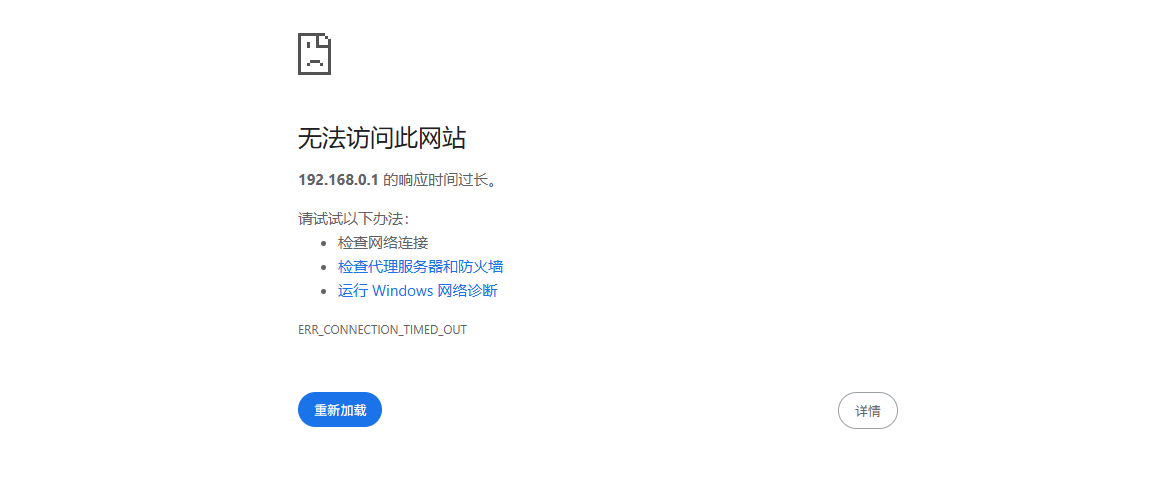 无法访问此网站
192.168.0.1 的响应时间过长。
请试试以下办法：
检查网络连接
检查代理服务器和防火墙
运行 Windows 网络诊断
ERR_CONNECTION_TIMED_OUT
重新加载
详情